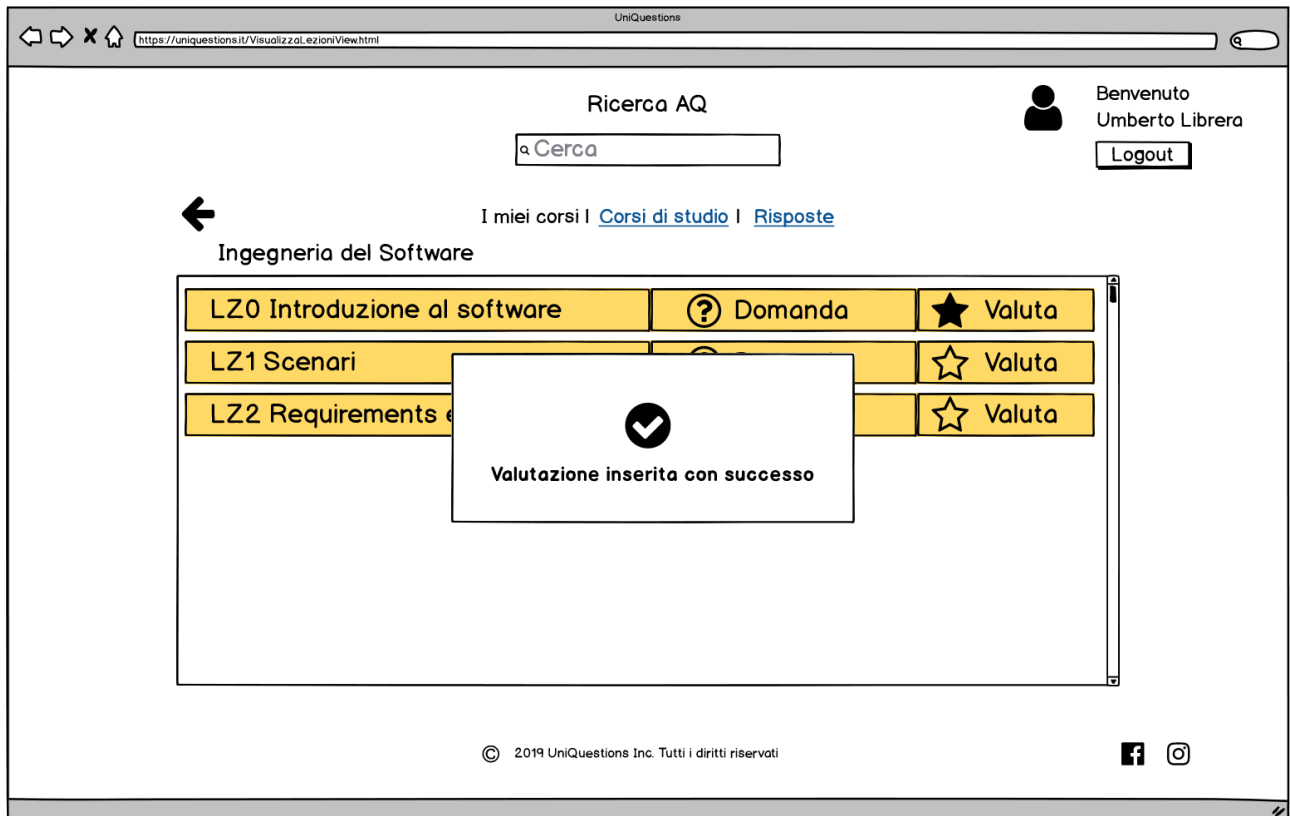 UniQuestions
https://uniquestions.it/VisualizzaLezioniView.html
Ricerca AQ
Cerca
Benvenuto
Umberto Librera
Logout
I miei corsi | Corsi di studio | Risposte
Ingegneria del Software
LZ0 Introduzione al software ? Domanda Valuta
LZ1 Scenari Valuta
LZ2 Requirements Valuta
Valutazione inserita con successo
© 2019 UniQuestions Inc. Tutti i diritti riservati